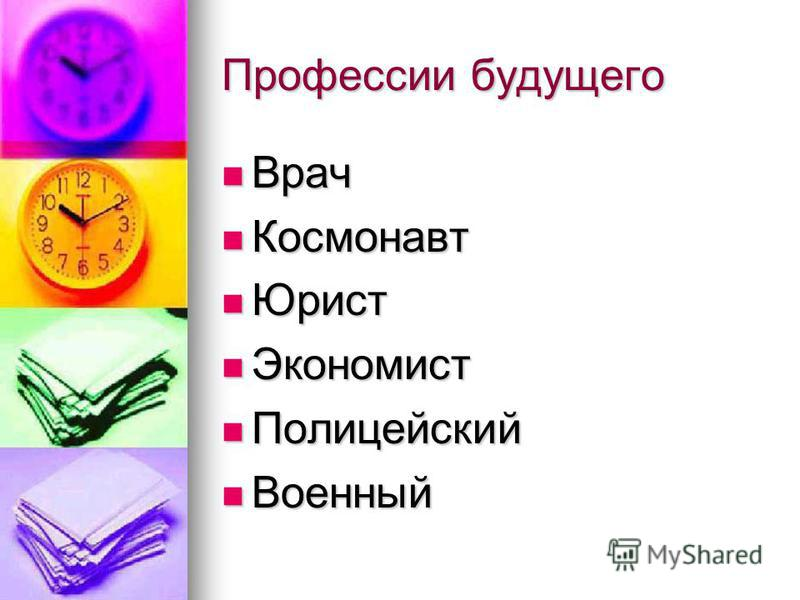 Профессии будущего
Врач
Космонавт
Юрист
Экономист
Полицейский
Военный
MyShared